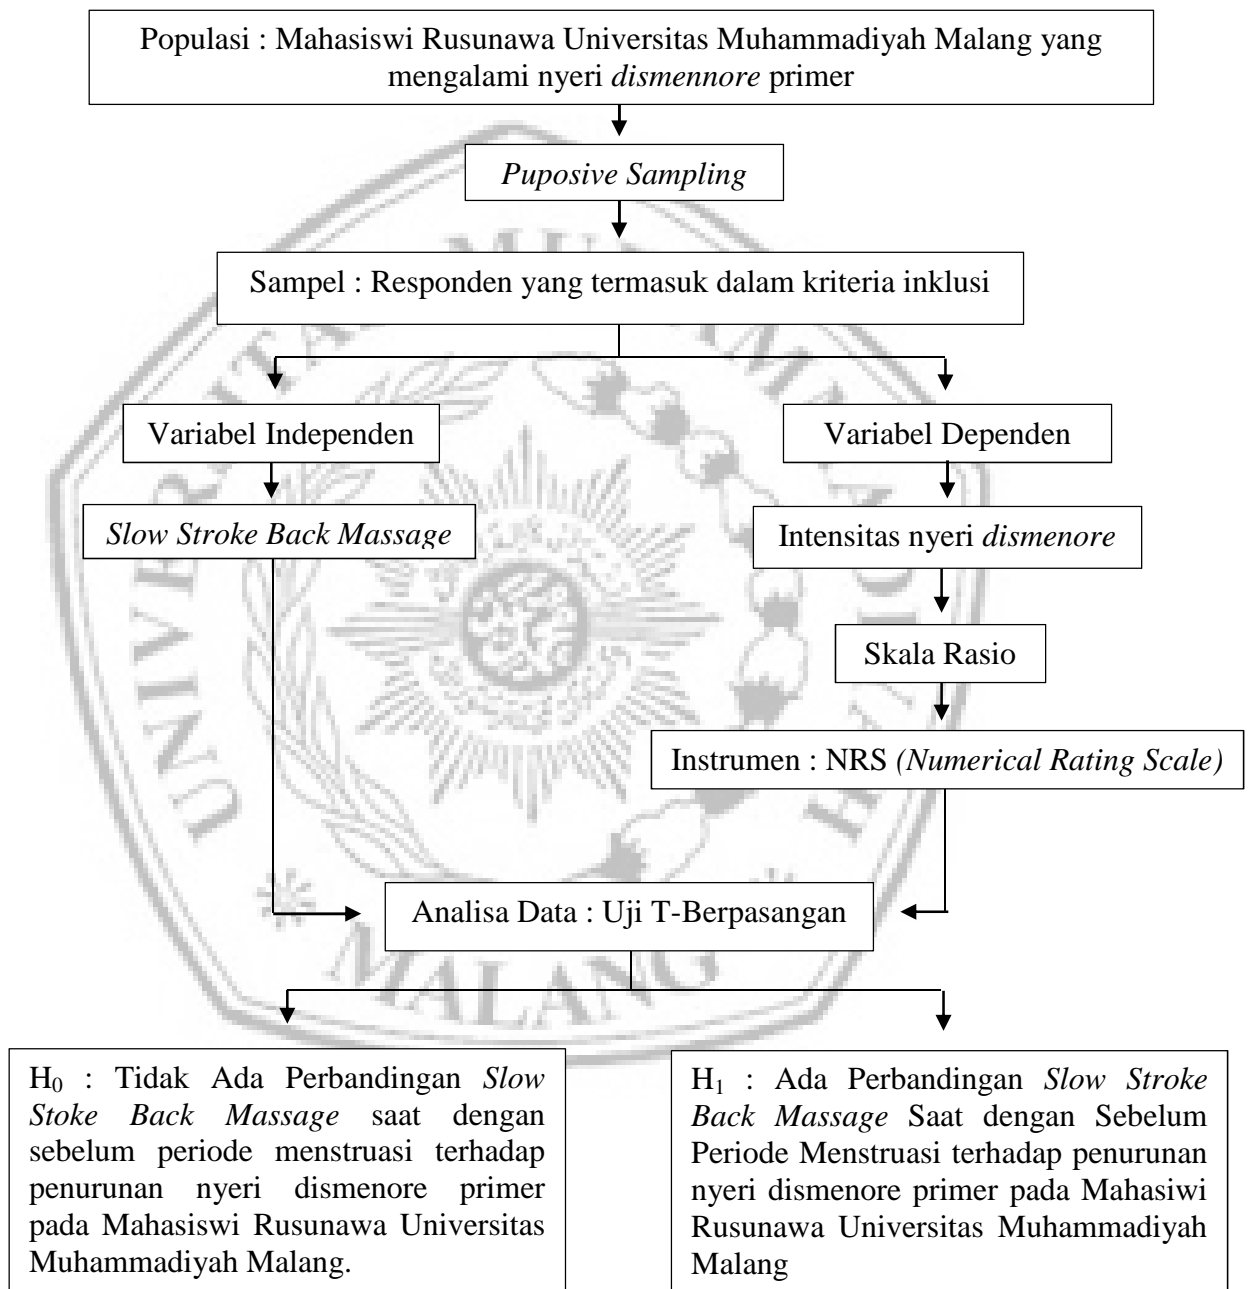 Populasi : Mahasiswi Rusunawa Universitas Muhammadiyah Malang yang
mengalami nyeri dismennore primer
Puposive Sampling
Sampel : Responden yang termasuk dalam kriteria inklusi
Variabel Independen
Variabel Dependen
Slow Stroke Back Massage
Intensitas nyeri dismenore
Skala Rasio
Instrumen : NRS (Numerical Rating Scale)
Analisa Data : Uji T-Berpasangan
H0 : Tidak Ada Perbandingan Slow
Stoke Back Massage saat dengan
sebelum periode menstruasi terhadap
penurunan nyeri dismenore primer
pada Mahasiswi Rusunawa Universitas
Muhammadiyah Malang.
H1 : Ada Perbandingan Slow Stroke
Back Massage Saat dengan Sebelum
Periode Menstruasi terhadap penurunan
nyeri dismenore primer pada Mahasiwi
Rusunawa Universitas Muhammadiyah
Malang
MALANG